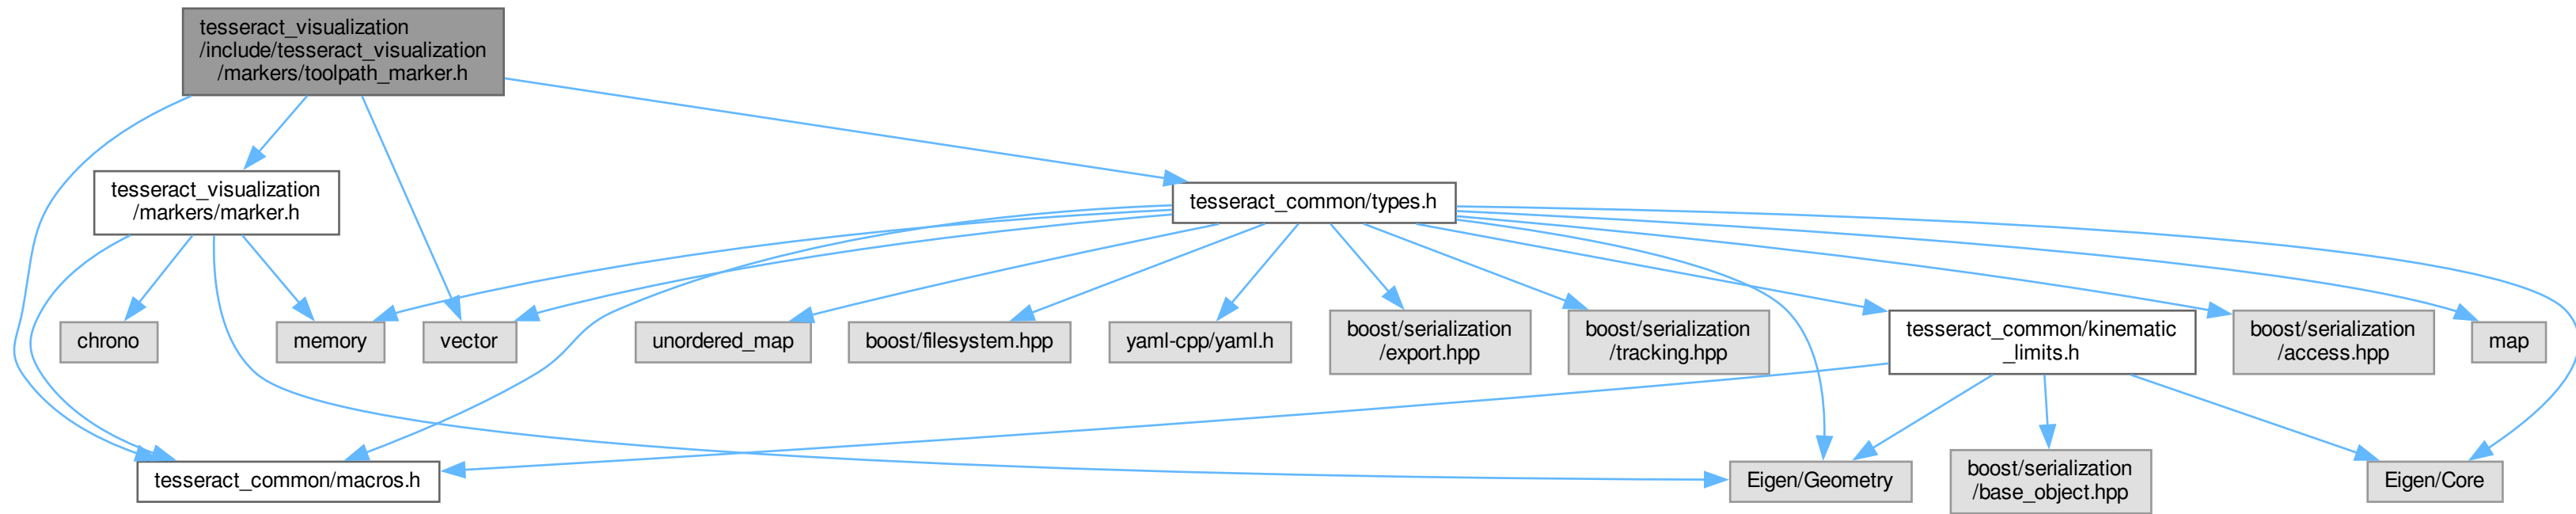 tesseract_visualization
/include/tesseract_visualization
/markers/toolpath_marker.h
tesseract_visualization
/markers/marker.h
tesseract_common/types.h
chrono
memory
vector
unordered_map
boost/filesystem.hpp
yaml-cpp/yaml.h
boost/serialization
/export.hpp
boost/serialization
/tracking.hpp
tesseract_common/kinematic
_limits.h
boost/serialization
/access.hpp
map
tesseract_common/macros.h
Eigen/Geometry
boost/serialization
/base_object.hpp
Eigen/Core